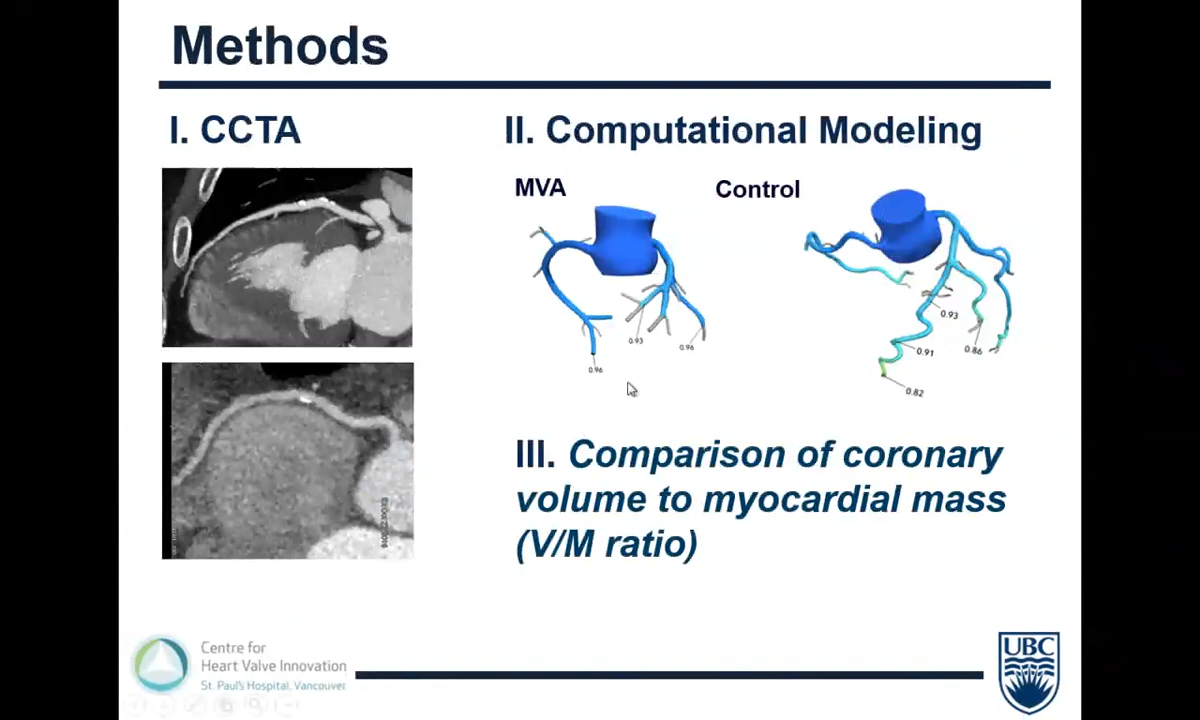 Methods
I. CCTA
II. Computational Modeling
MVA
Control
0.93
0.96
0.96
0.93
0.91
0.86
0.82
III. Comparison of coronary
volume to myocardial mass
(V/M ratio)
Centre for
Heart Valve Innovation
St. Paul's Hospital, Vancouver
UBC